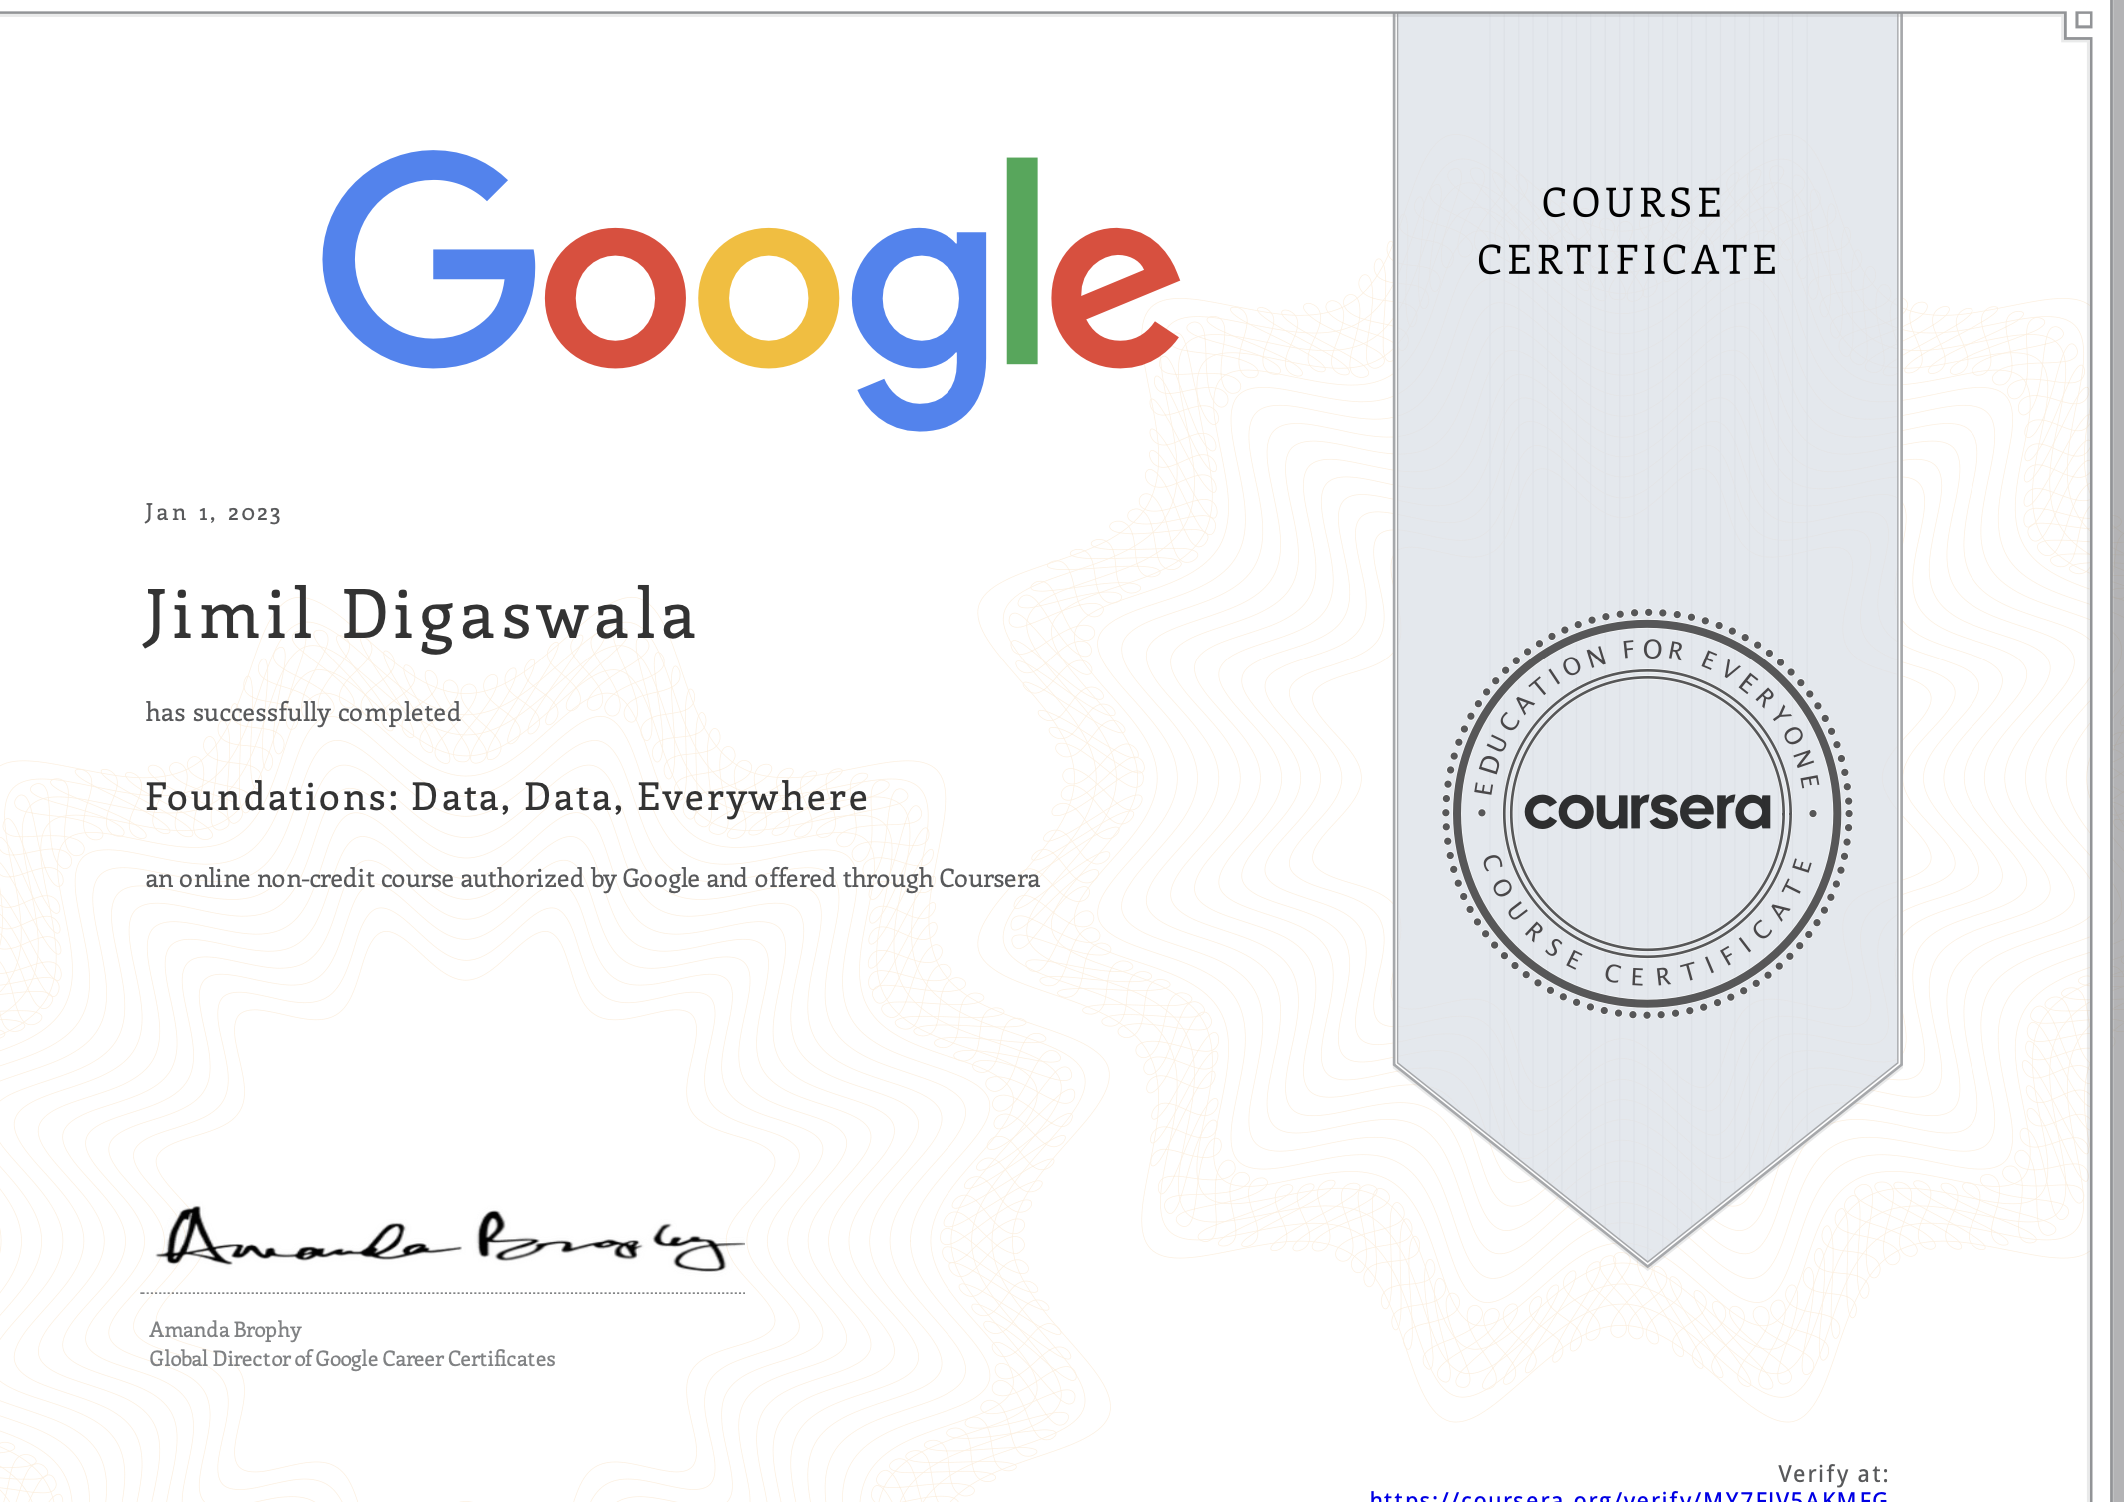 Google
COURSE
CERTIFICATE
Jan 1, 2023
Jimil Digaswala
has successfully completed
Foundations: Data, Data, Everywhere
an online non-credit course authorized by Google and offered through Coursera
EDUCATION FOR EVERYONE
coursera
COURSE CERTIFICATE
Amanda Brophy
Amanda Brophy
Global Director of Google Career Certificates
Verify at: